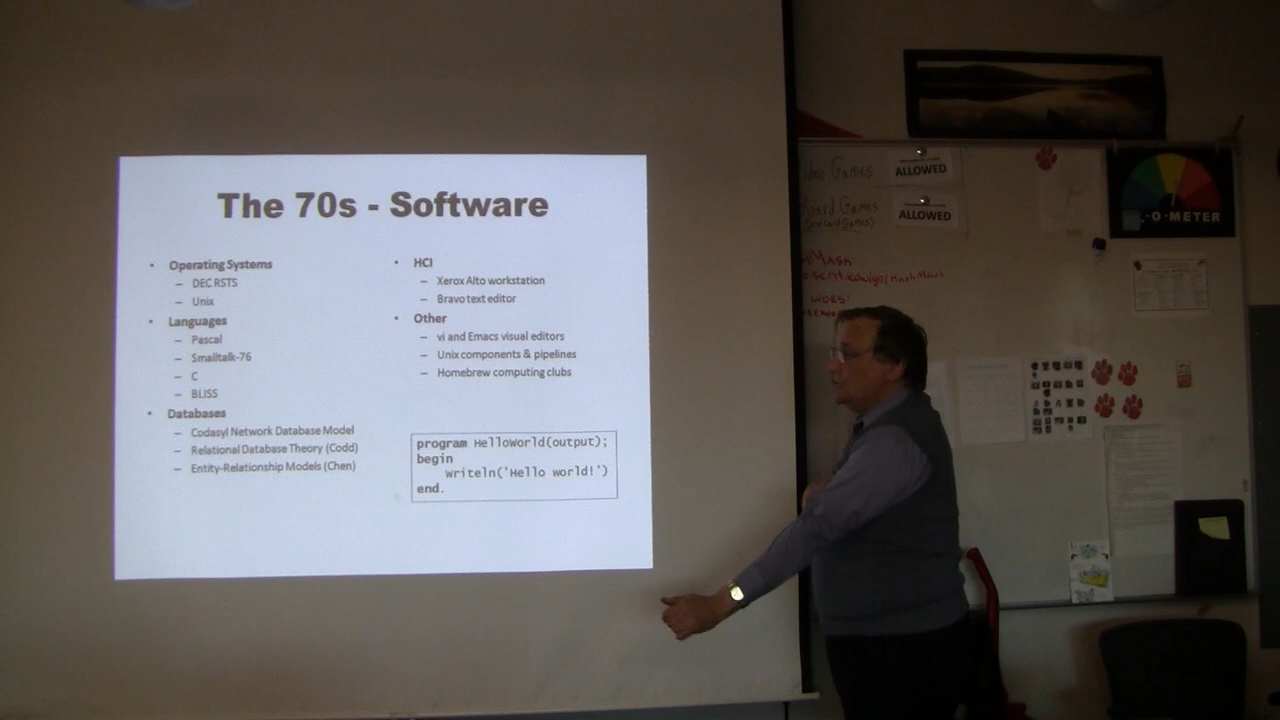 The 70s - Software
• Operating Systems
– DEC RSTS
– Unix
• Languages
– Pascal
– Smalltalk-76
– C
– BLISS
• Databases
– Codasyl Network Database Model
– Relational Database Theory (Codd)
– Entity-Relationship Models (Chen)
• HCI
– Xerox Alto workstation
– Bravo text editor
• Other
– vi and Emacs visual editors
– Unix components & pipelines
– Homebrew computing clubs
program HelloWorld(output);
begin
writeln('Hello world!')
end.
Games
ALLOWED
Games
ALLOWED
-O-METER